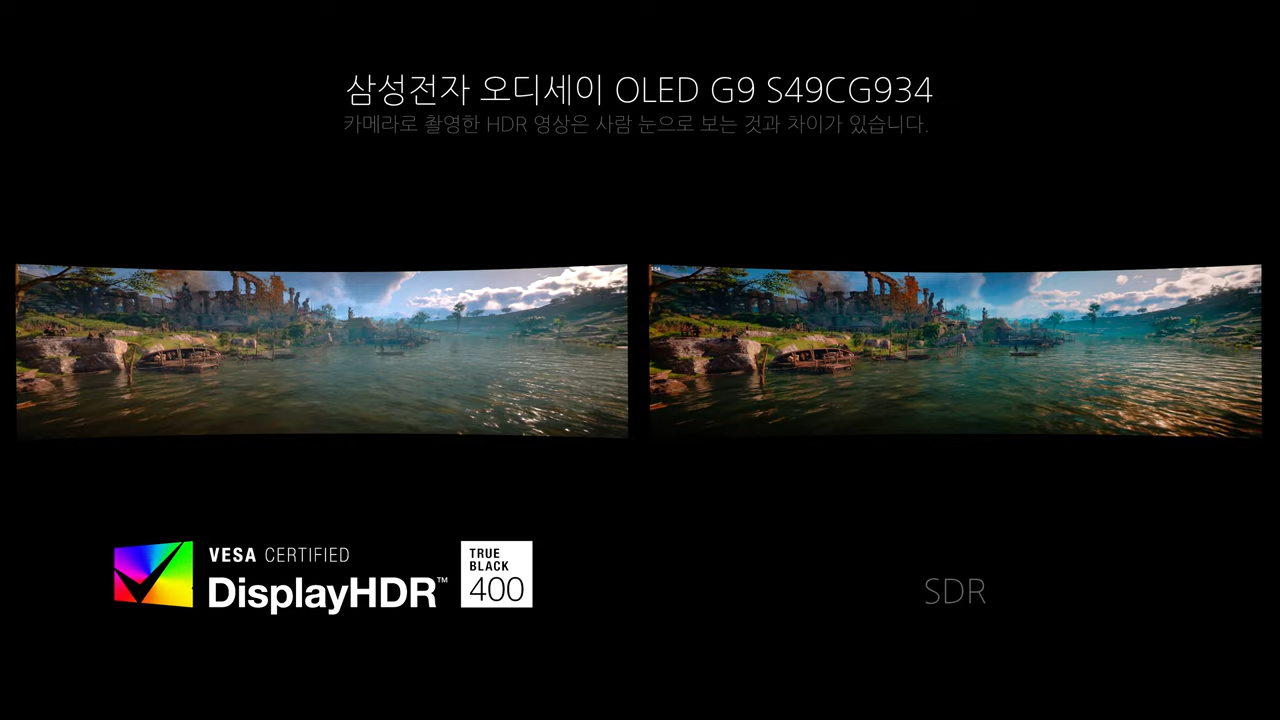 삼성전자 오디세이 OLED G9 S49CG934
카메라로 촬영한 HDR 영상은 사람 눈으로 보는 것과 차이가 있습니다.
VESA CERTIFIED
DisplayHDR™
TRUE
BLACK
400
SDR